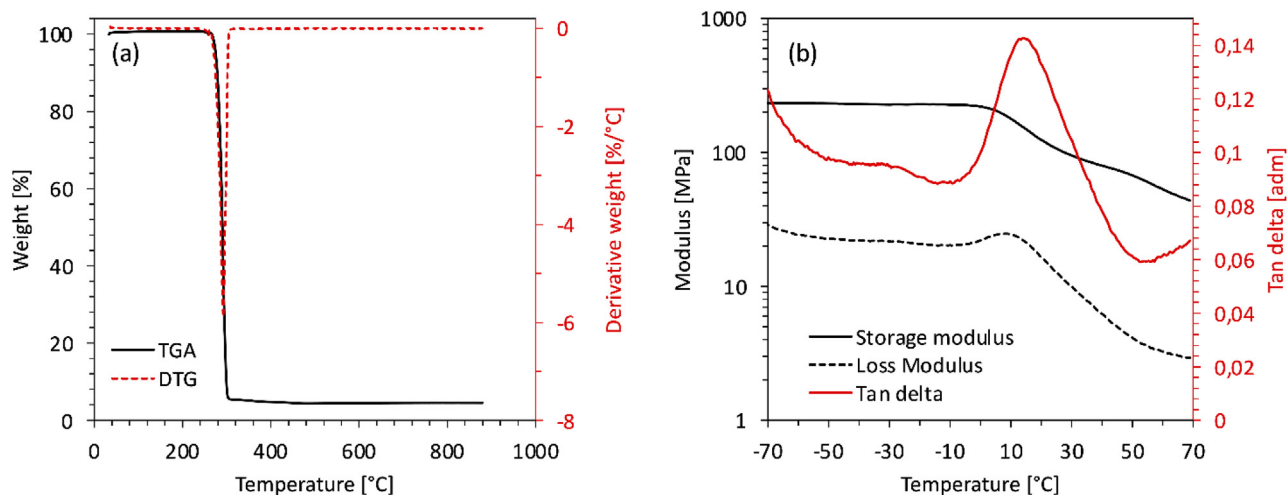 (a)
Weight [%]
100
80
60
40
20
0
0
200
400
600
800
1000
Temperature [°C]
0
-2
-4
-6
-8
Derivative weight [%/°C]
TGA
DTG
(b)
Modulus [MPa]
1000
100
10
1
-70
-50
-30
-10
10
30
50
70
Temperature [°C]
0,14
0,12
0,1
0,08
0,06
0,04
0,02
0
Tan delta [adm]
Storage modulus
Loss Modulus
Tan delta